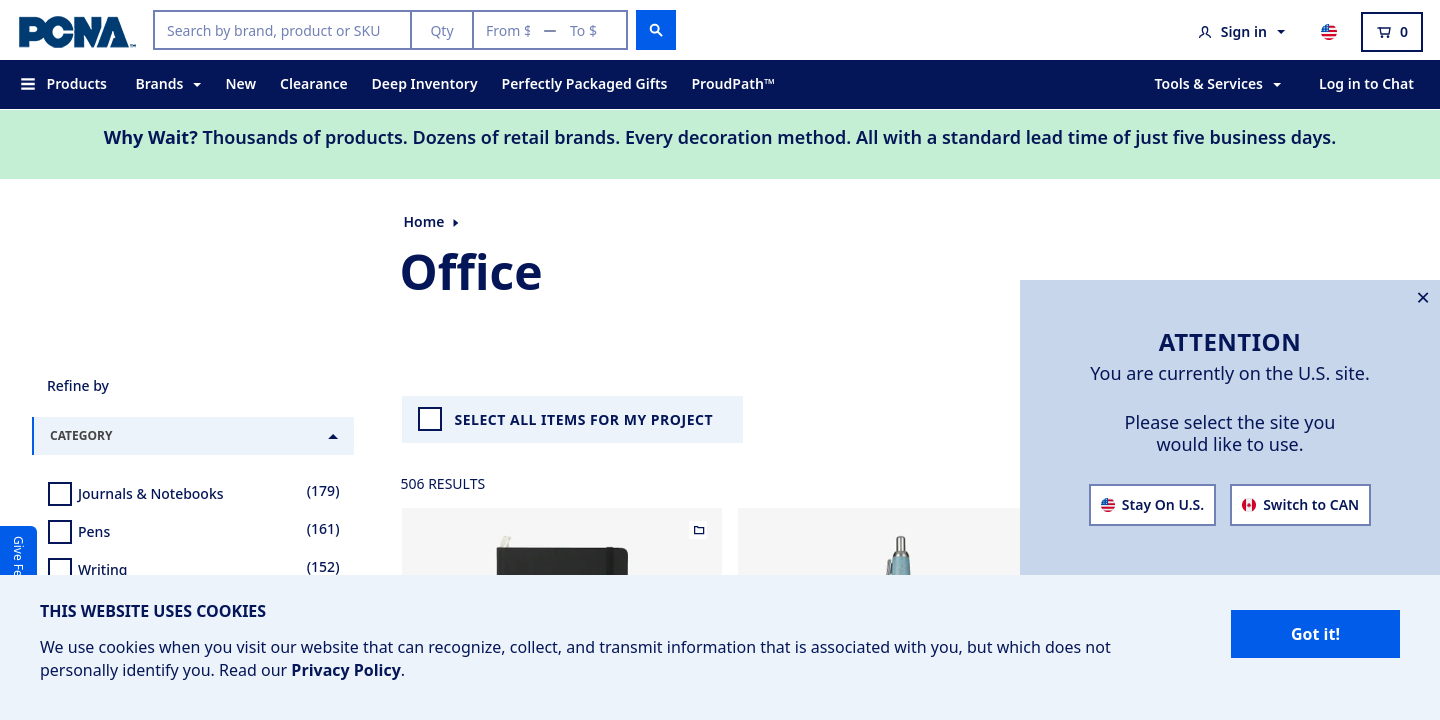 PCNA™
Search by brand, product or SKU
Qty
From $ — To $
Sign in
0
Products
Brands
New
Clearance
Deep Inventory
Perfectly Packaged Gifts
ProudPath™
Tools & Services
Log in to Chat
Why Wait? Thousands of products. Dozens of retail brands. Every decoration method. All with a standard lead time of just five business days.
Home
Office
ATTENTION
You are currently on the U.S. site.
Please select the site you
would like to use.
Stay On U.S.
Switch to CAN
Refine by
CATEGORY
Journals & Notebooks (179)
Pens (161)
Writing (152)
SELECT ALL ITEMS FOR MY PROJECT
506 RESULTS
Give Fe
THIS WEBSITE USES COOKIES
We use cookies when you visit our website that can recognize, collect, and transmit information that is associated with you, but which does not
personally identify you. Read our Privacy Policy.
Got it!